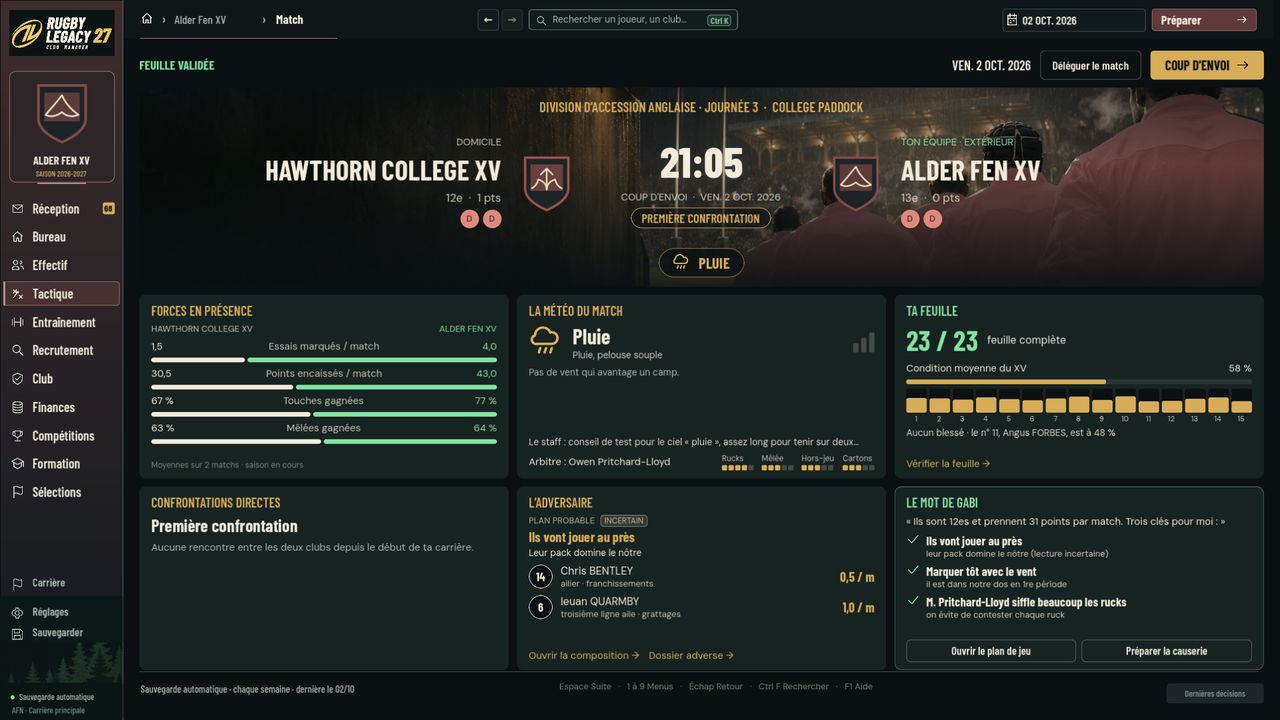 RUGBY
LEGACY 27
CLUB MANAGER
Alder Fen XV
Match
Rechercher un joueur, un club...
Ctrl K
02 OCT. 2026
Préparer
ALDER FEN XV
SAISON 2026-2027
Réception
Bureau
Effectif
Tactique
Entraînement
Recrutement
Club
Finances
Compétitions
Formation
Sélections
Carrière
Réglages
Sauvegarder
Sauvegarde automatique
AFN · Carrière principale
FEUILLE VALIDÉE
VEN. 2 OCT. 2026
Déléguer le match
COUP D'ENVOI
DIVISION D'ACCESSION ANGLAISE · JOURNÉE 3 · COLLEGE PADDOCK
DOMICILE
HAWTHORN COLLEGE XV
12e · 1 pts
D D
21:05
COUP D'ENVOI · VEN. 2 OCT. 2026
PREMIÈRE CONFRONTATION
PLUIE
TON ÉQUIPE · EXTÉRIEUR
ALDER FEN XV
13e · 0 pts
D D
FORCES EN PRÉSENCE
HAWTHORN COLLEGE XV ALDER FEN XV
1,5 Essais marqués / match 4,0
30,5 Points encaissés / match 43,0
67 % Touches gagnées 77 %
63 % Mêlées gagnées 64 %
Moyennes sur 2 matchs · saison en cours
LA MÉTÉO DU MATCH
Pluie
Pluie, pelouse souple
Pas de vent qui avantage un camp.
Le staff : conseil de test pour le ciel « pluie », assez long pour tenir sur deux...
Arbitre : Owen Pritchard-Lloyd
Rucks Mêlée Hors-jeu Cartons
TA FEUILLE
23 / 23 feuille complète
Condition moyenne du XV 58 %
1 2 3 4 5 6 7 8 9 10 11 12 13 14 15
Aucun blessé · le n° 11, Angus FORBES, est à 48 %
Vérifier la feuille →
CONFRONTATIONS DIRECTES
Première confrontation
Aucune rencontre entre les deux clubs depuis le début de ta carrière.
L'ADVERSAIRE
PLAN PROBABLE INCERTAIN
Ils vont jouer au près
Leur pack domine le nôtre
14 Chris BENTLEY 0,5 / m
ailier · franchissements
6 Ieuan QUARMBY 1,0 / m
troisième ligne aile · grattages
Ouvrir la composition → Dossier adverse →
LE MOT DE GABI
« Ils sont 12es et prennent 31 points par match. Trois clés pour moi : »
Ils vont jouer au près
leur pack domine le nôtre (lecture incertaine)
Marquer tôt avec le vent
il est dans notre dos en 1re période
M. Pritchard-Lloyd siffle beaucoup les rucks
on évite de contester chaque ruck
Ouvrir le plan de jeu
Préparer la causerie
Sauvegarde automatique · chaque semaine · dernière le 02/10
Espace Suite · 1 à 9 Menus · Échap Retour · Ctrl F Rechercher · F1 Aide
Dernières décisions